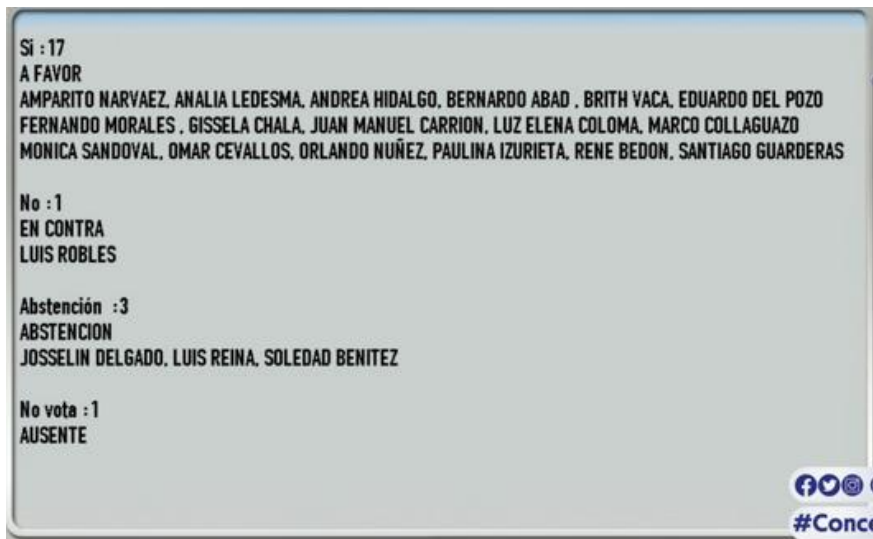 Si : 17
A FAVOR
AMPARITO NARVAEZ, ANALIA LEDESMA, ANDREA HIDALGO, BERNARDO ABAD , BRITH VACA, EDUARDO DEL POZO
FERNANDO MORALES , GISSELA CHALA, JUAN MANUEL CARRION, LUZ ELENA COLOMA, MARCO COLLAGUAZO
MONICA SANDOVAL, OMAR CEVALLOS, ORLANDO NUÑEZ, PAULINA IZURIETA, RENE BEDON, SANTIAGO GUARDERAS
No : 1
EN CONTRA
LUIS ROBLES
Abstención : 3
ABSTENCION
JOSSELIN DELGADO, LUIS REINA, SOLEDAD BENITEZ
No vota : 1
AUSENTE
#Conce